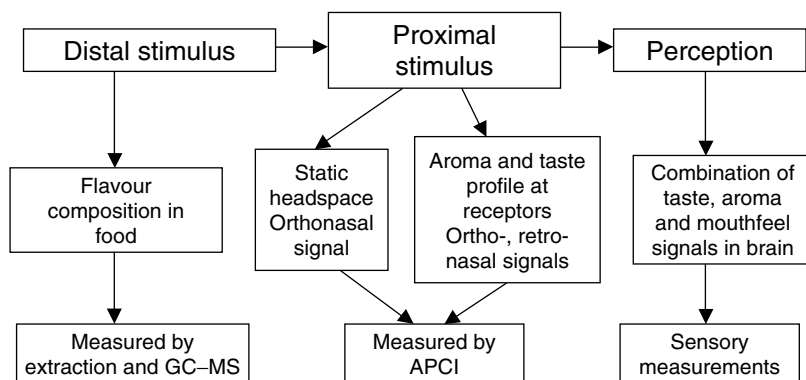 Distal stimulus
Proximal
stimulus
Perception
Flavour
composition in
food
Static
headspace
Orthonasal
signal
Aroma and taste
profile at
receptors
Ortho-, retro-
nasal signals
Combination of
taste, aroma
and mouthfeel
signals in brain
Measured by
extraction and GC–MS
Measured by
APCI
Sensory
measurements